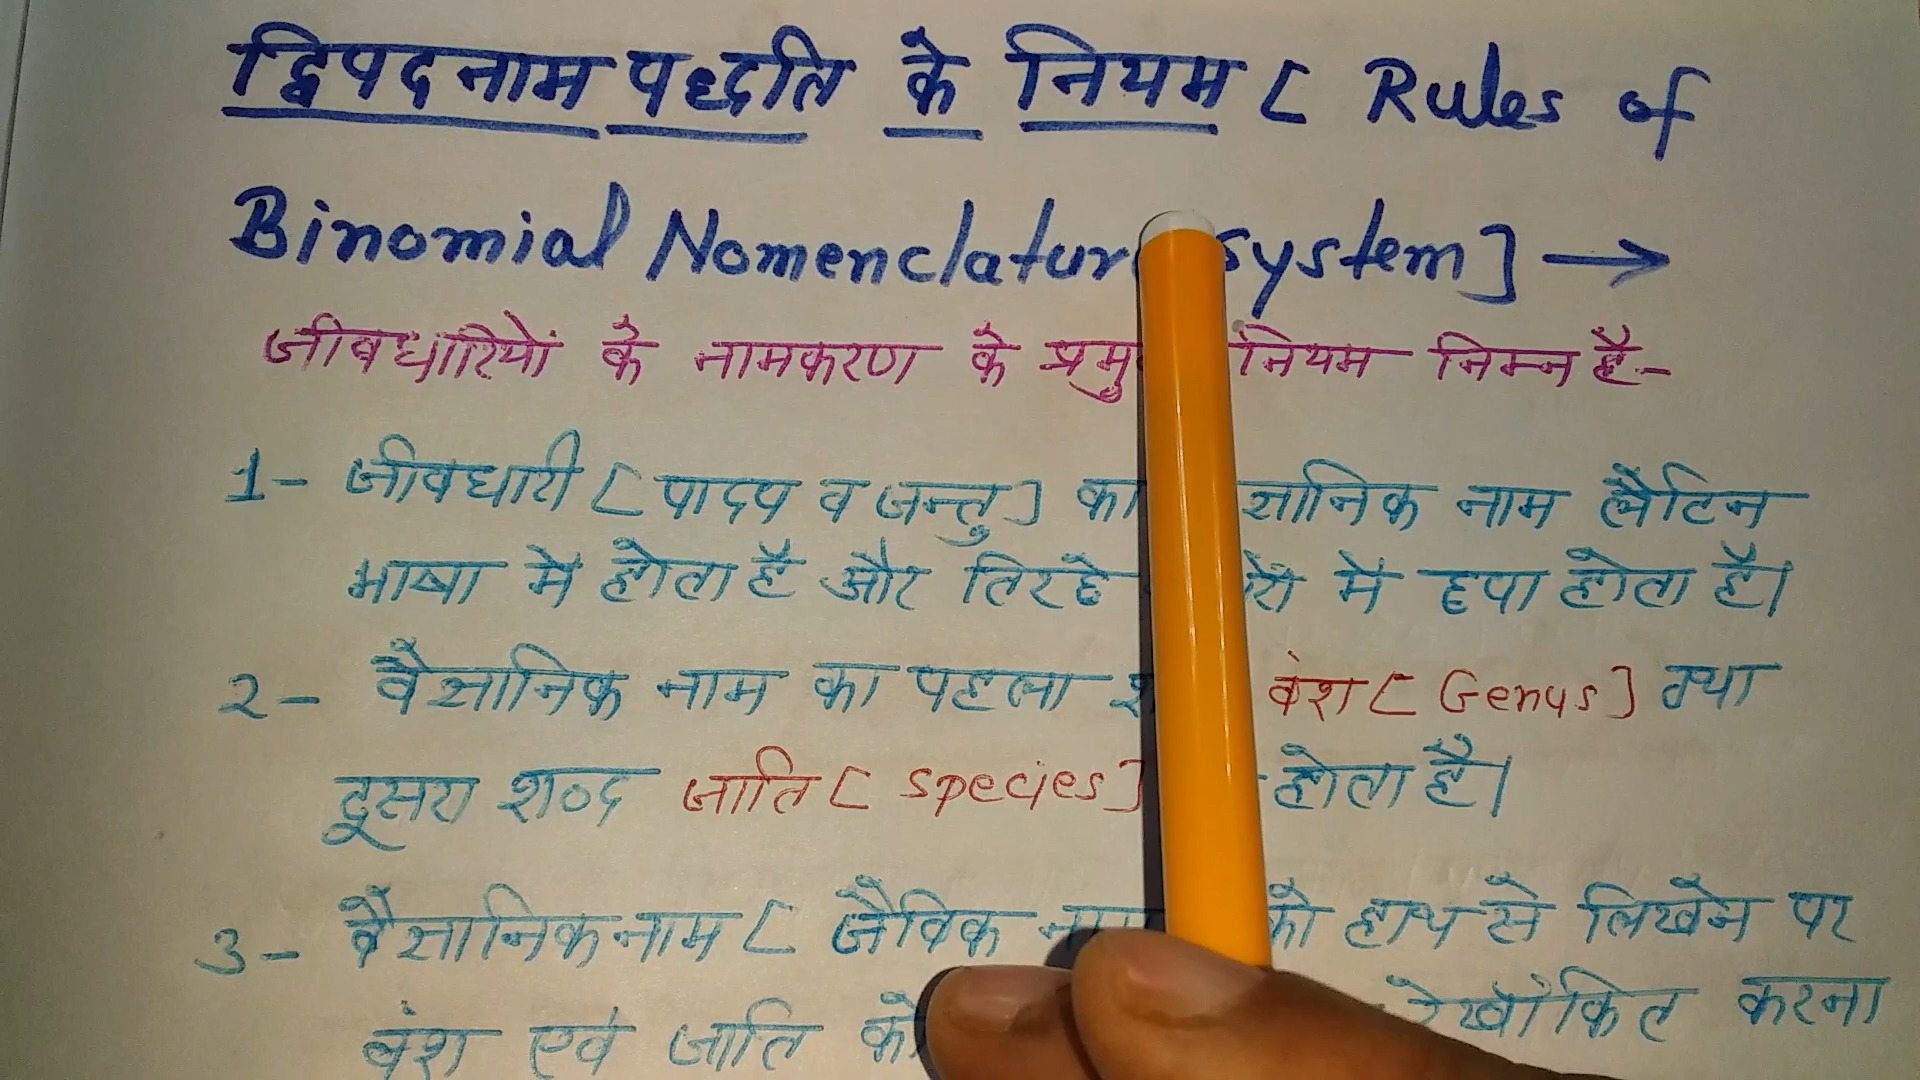 द्विपदनाम पद्धति के नियम [ Rules of
Binomial Nomenclatur system ] →
जीवधारियों के नामकरण के प्रमु नियम निम्न है-
1- जीवधारी [ पादप व जन्तु ] का ज्ञानिक नाम लैटिन
भाषा में होता है और तिरछे में छपा होता है।
2- वैज्ञानिक नाम का पहला श वंश [ Genus ] तथा
दूसरा शब्द जाति [ species ] होता है।
3- वैज्ञानिक नाम [ जैविक ना को हाथ से लिखने पर
वंश एवं जाति को रेखांकित करना